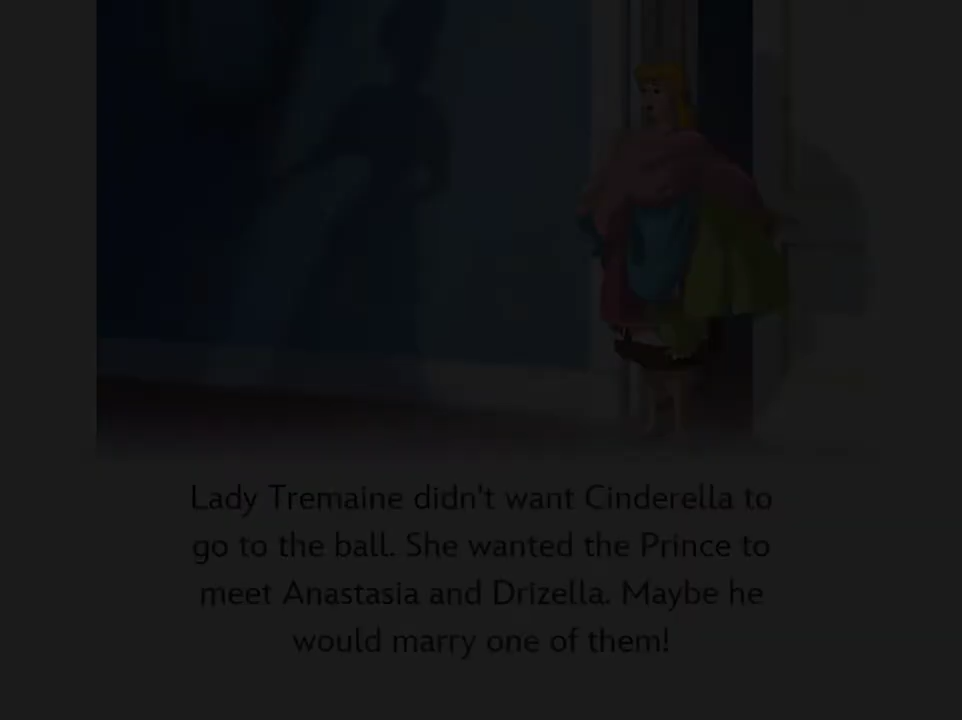 Lady Tremaine didn't want Cinderella to
go to the ball. She wanted the Prince to
meet Anastasia and Drizella. Maybe he
would marry one of them!